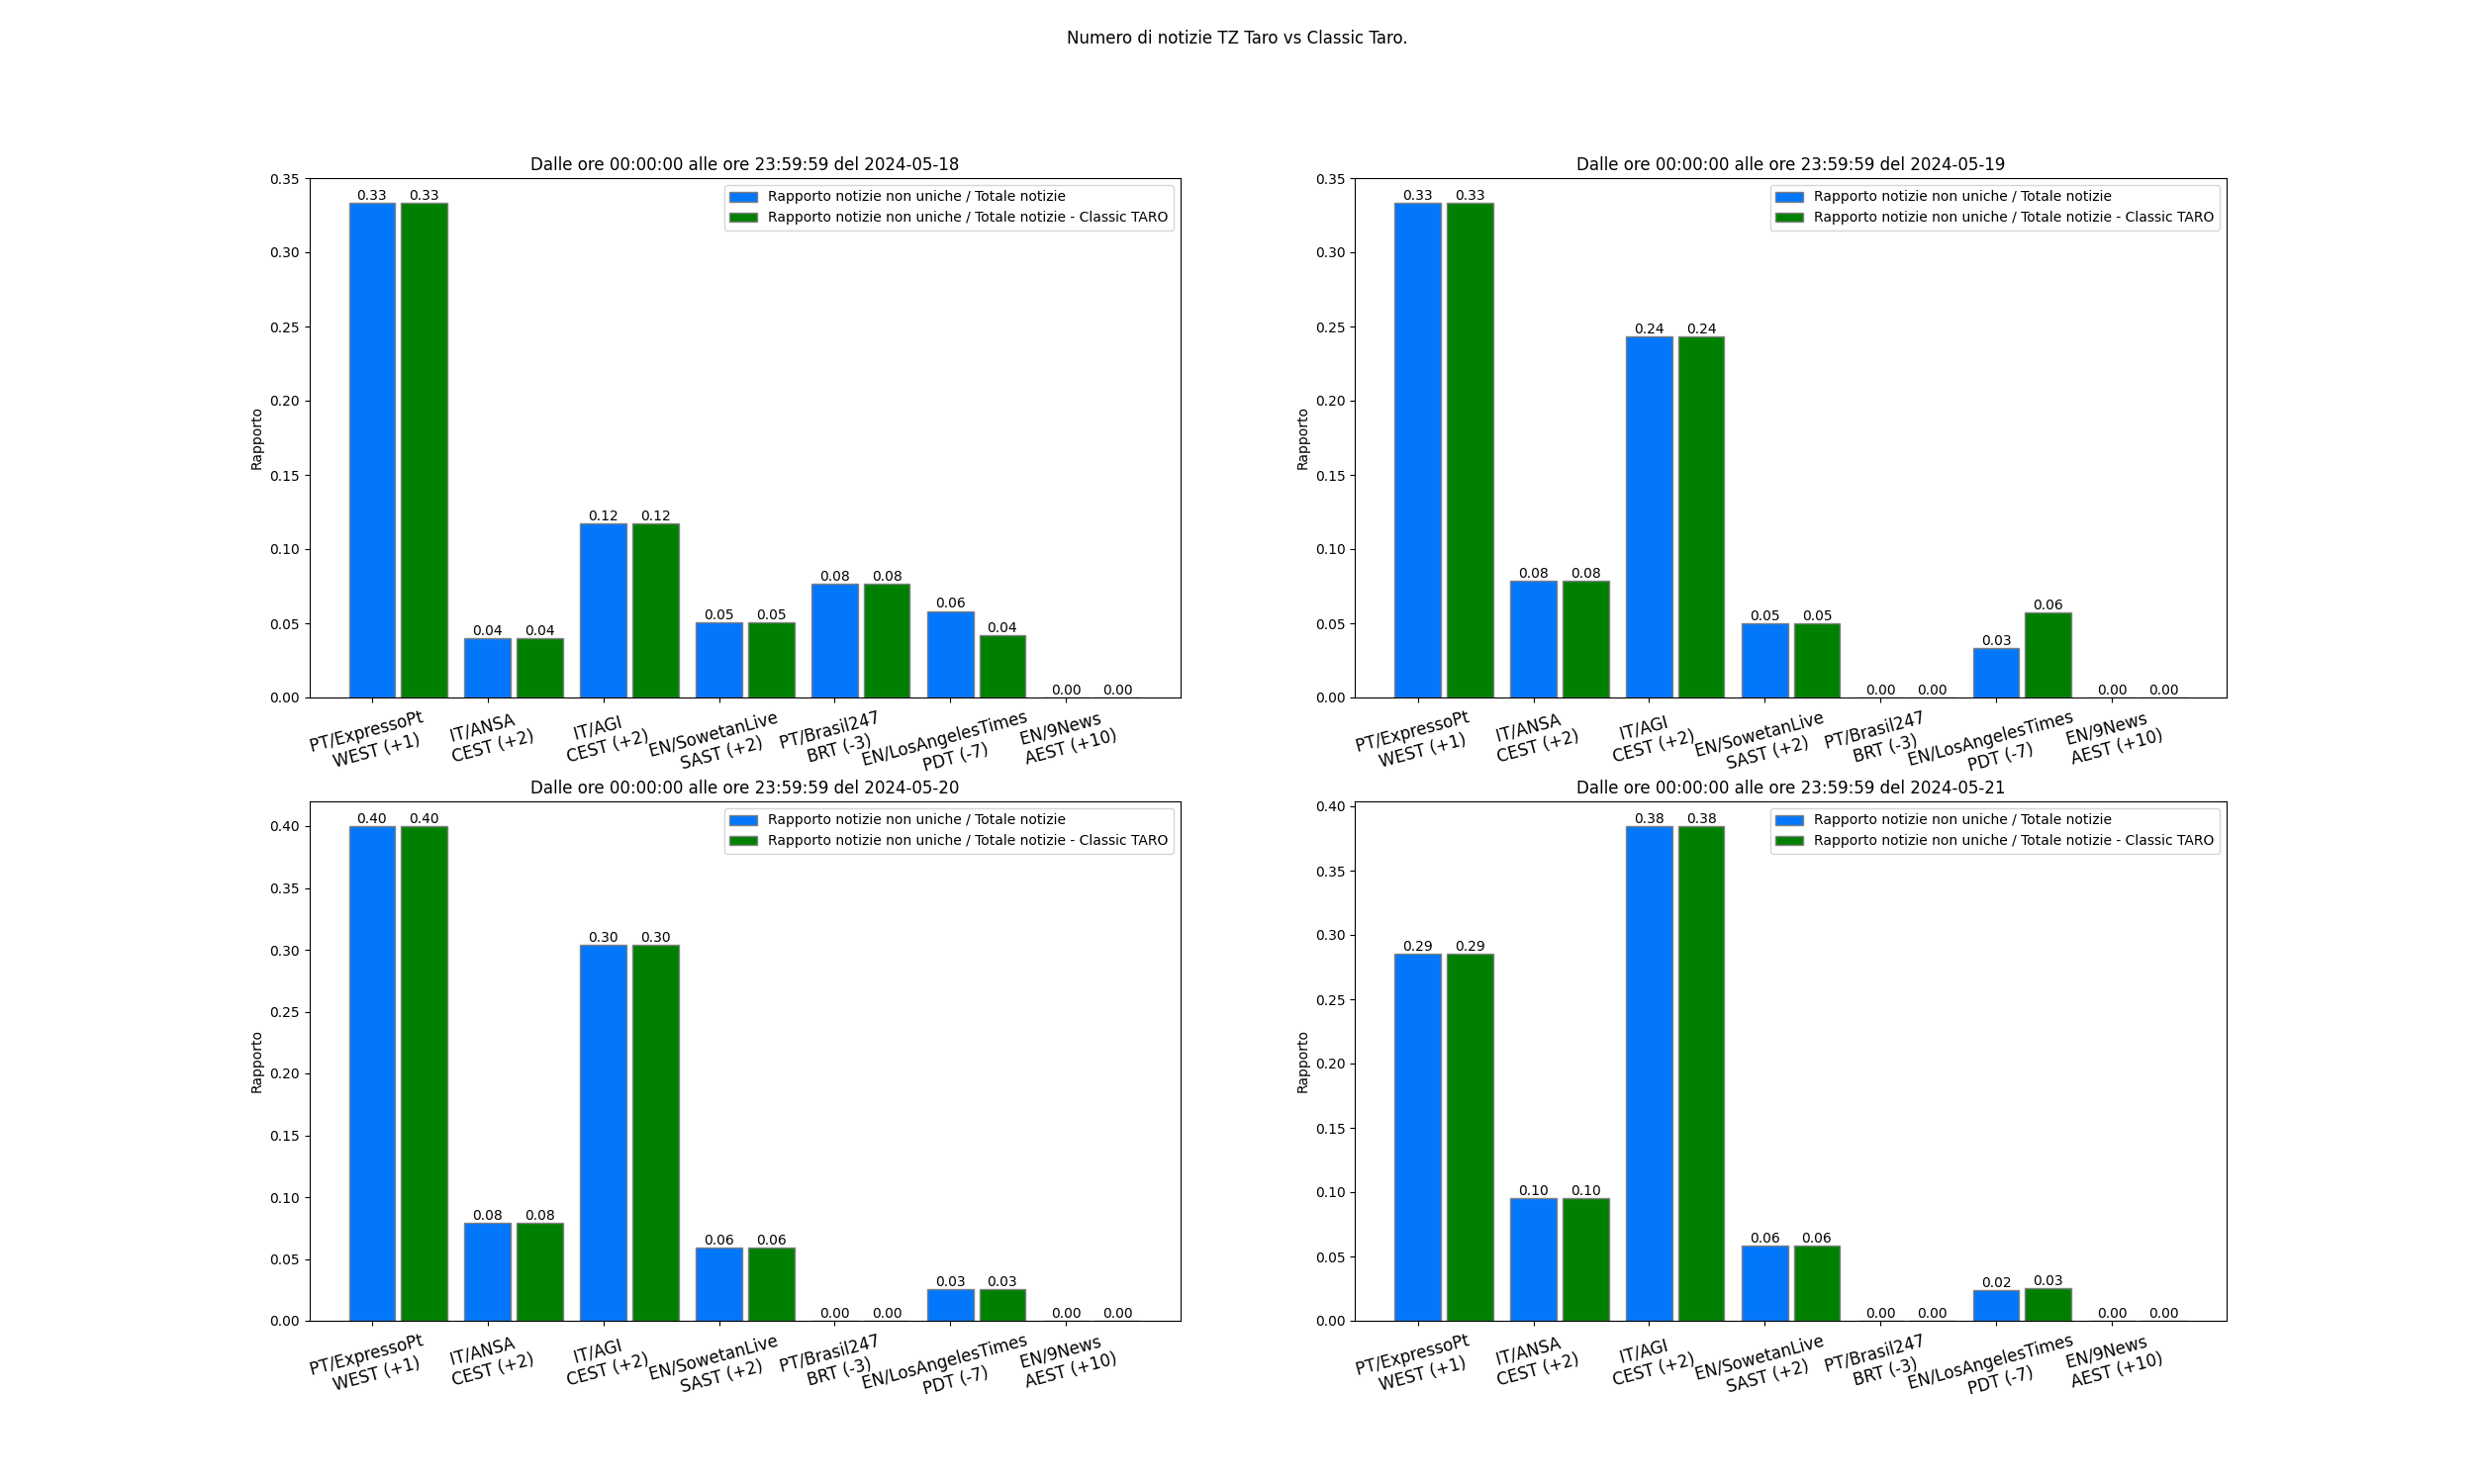 Numero di notizie TZ Taro vs Classic Taro.
Dalle ore 00:00:00 alle ore 23:59:59 del 2024-05-18
Rapporto notizie non uniche / Totale notizie
Rapporto notizie non uniche / Totale notizie - Classic TARO
Rapporto
0.35
0.30
0.25
0.20
0.15
0.10
0.05
0.00
0.33 0.33
0.04 0.04
0.12 0.12
0.05 0.05
0.08 0.08
0.06 0.04
0.00 0.00
PT/ExpressoPt
WEST (+1)
IT/ANSA
CEST (+2)
IT/AGI
CEST (+2)
EN/SowetanLive
SAST (+2)
PT/Brasil247
BRT (-3)
EN/LosAngelesTimes
PDT (-7)
EN/9News
AEST (+10)
Dalle ore 00:00:00 alle ore 23:59:59 del 2024-05-19
Rapporto notizie non uniche / Totale notizie
Rapporto notizie non uniche / Totale notizie - Classic TARO
Rapporto
0.35
0.30
0.25
0.20
0.15
0.10
0.05
0.00
0.33 0.33
0.08 0.08
0.24 0.24
0.05 0.05
0.00 0.00
0.03 0.06
0.00 0.00
PT/ExpressoPt
WEST (+1)
IT/ANSA
CEST (+2)
IT/AGI
CEST (+2)
EN/SowetanLive
SAST (+2)
PT/Brasil247
BRT (-3)
EN/LosAngelesTimes
PDT (-7)
EN/9News
AEST (+10)
Dalle ore 00:00:00 alle ore 23:59:59 del 2024-05-20
Rapporto notizie non uniche / Totale notizie
Rapporto notizie non uniche / Totale notizie - Classic TARO
Rapporto
0.40
0.35
0.30
0.25
0.20
0.15
0.10
0.05
0.00
0.40 0.40
0.08 0.08
0.30 0.30
0.06 0.06
0.00 0.00
0.03 0.03
0.00 0.00
PT/ExpressoPt
WEST (+1)
IT/ANSA
CEST (+2)
IT/AGI
CEST (+2)
EN/SowetanLive
SAST (+2)
PT/Brasil247
BRT (-3)
EN/LosAngelesTimes
PDT (-7)
EN/9News
AEST (+10)
Dalle ore 00:00:00 alle ore 23:59:59 del 2024-05-21
Rapporto notizie non uniche / Totale notizie
Rapporto notizie non uniche / Totale notizie - Classic TARO
Rapporto
0.40
0.35
0.30
0.25
0.20
0.15
0.10
0.05
0.00
0.29 0.29
0.10 0.10
0.38 0.38
0.06 0.06
0.00 0.00
0.02 0.03
0.00 0.00
PT/ExpressoPt
WEST (+1)
IT/ANSA
CEST (+2)
IT/AGI
CEST (+2)
EN/SowetanLive
SAST (+2)
PT/Brasil247
BRT (-3)
EN/LosAngelesTimes
PDT (-7)
EN/9News
AEST (+10)